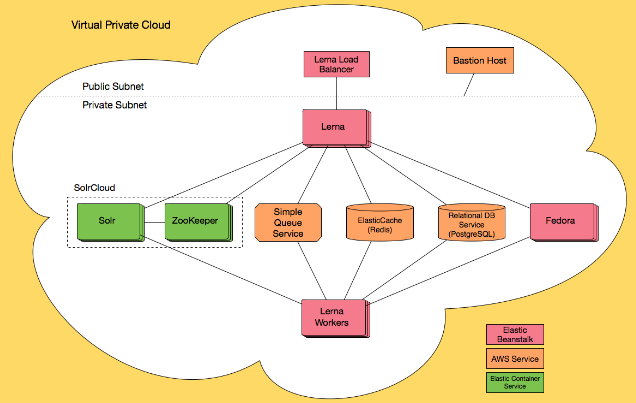 Virtual Private Cloud
Lerna Load
Balancer
Bastion Host
Public Subnet
Private Subnet
Lerna
SolrCloud
Solr
ZooKeeper
Simple
Queue
Service
ElasticCache
(Redis)
Relational DB
Service
(PostgreSQL)
Fedora
Lerna
Workers
Elastic
Beanstalk
AWS Service
Elastic Container
Service